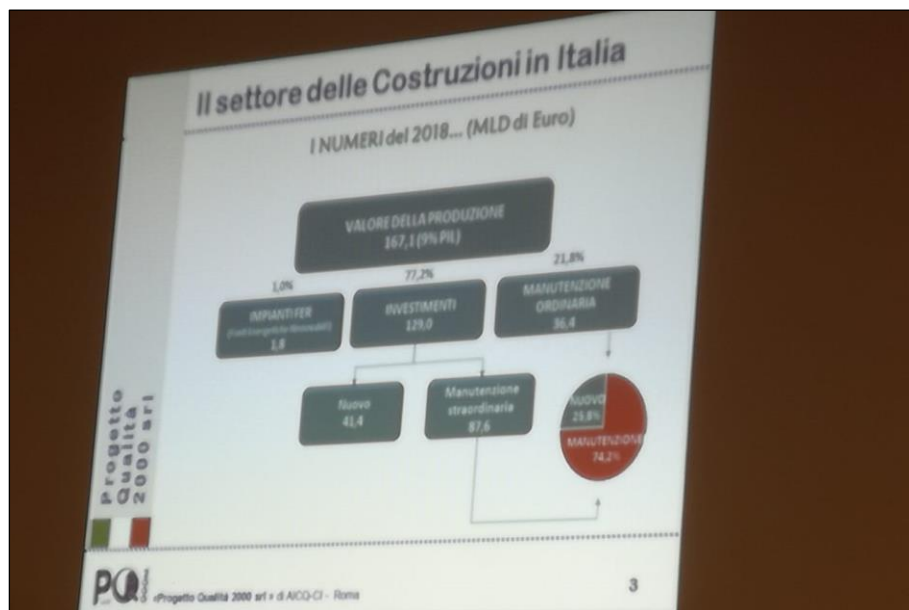 Il settore delle Costruzioni in Italia
I NUMERI del 2018... (MLD di Euro)
VALORE DELLA PRODUZIONE
167,1 (9% PIL)
1,0%
77,2%
21,8%
IMPIANTI FER
(Fonti Energetiche Rinnovabili)
1,8
INVESTIMENTI
129,0
MANUTENZIONE
ORDINARIA
36,4
Nuovo
41,4
Manutenzione
straordinaria
87,6
NUOVO
25,8%
MANUTENZIONE
74,2%
Progetto
Qualità
2000 srl
PQ
«Progetto Qualità 2000 srl » di AICQ-CI - Roma
3